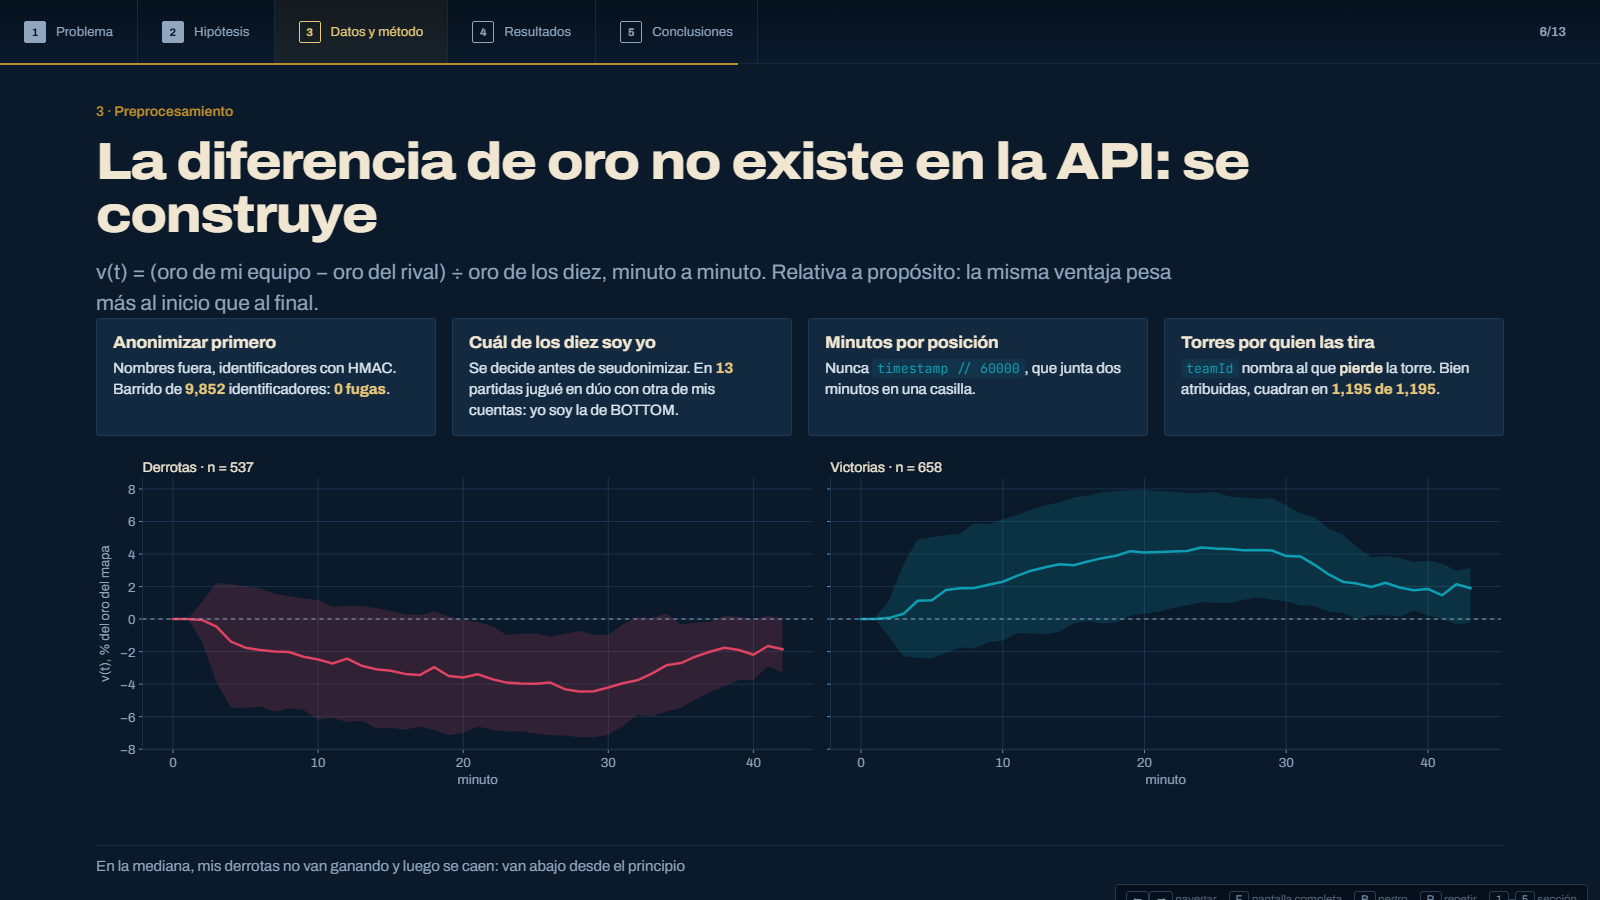 1 Problema
2 Hipótesis
3 Datos y método
4 Resultados
5 Conclusiones
6/13
3 · Preprocesamiento
La diferencia de oro no existe en la API: se
construye
v(t) = (oro de mi equipo − oro del rival) ÷ oro de los diez, minuto a minuto. Relativa a propósito: la misma ventaja pesa
más al inicio que al final.
Anonimizar primero
Nombres fuera, identificadores con HMAC.
Barrido de 9,852 identificadores: 0 fugas.
Cuál de los diez soy yo
Se decide antes de seudonimizar. En 13
partidas jugué en dúo con otra de mis
cuentas: yo soy la de BOTTOM.
Minutos por posición
Nunca timestamp // 60000, que junta dos
minutos en una casilla.
Torres por quien las tira
teamId nombra al que pierde la torre. Bien
atribuidas, cuadran en 1,195 de 1,195.
Derrotas · n = 537
v(t), % del oro del mapa
8
6
4
2
0
−2
−4
−6
−8
0 10 20 30 40
minuto
Victorias · n = 658
0 10 20 30 40
minuto
En la mediana, mis derrotas no van ganando y luego se caen: van abajo desde el principio
← → navegar F pantalla completa B negro R repetir 1 - 5 sección